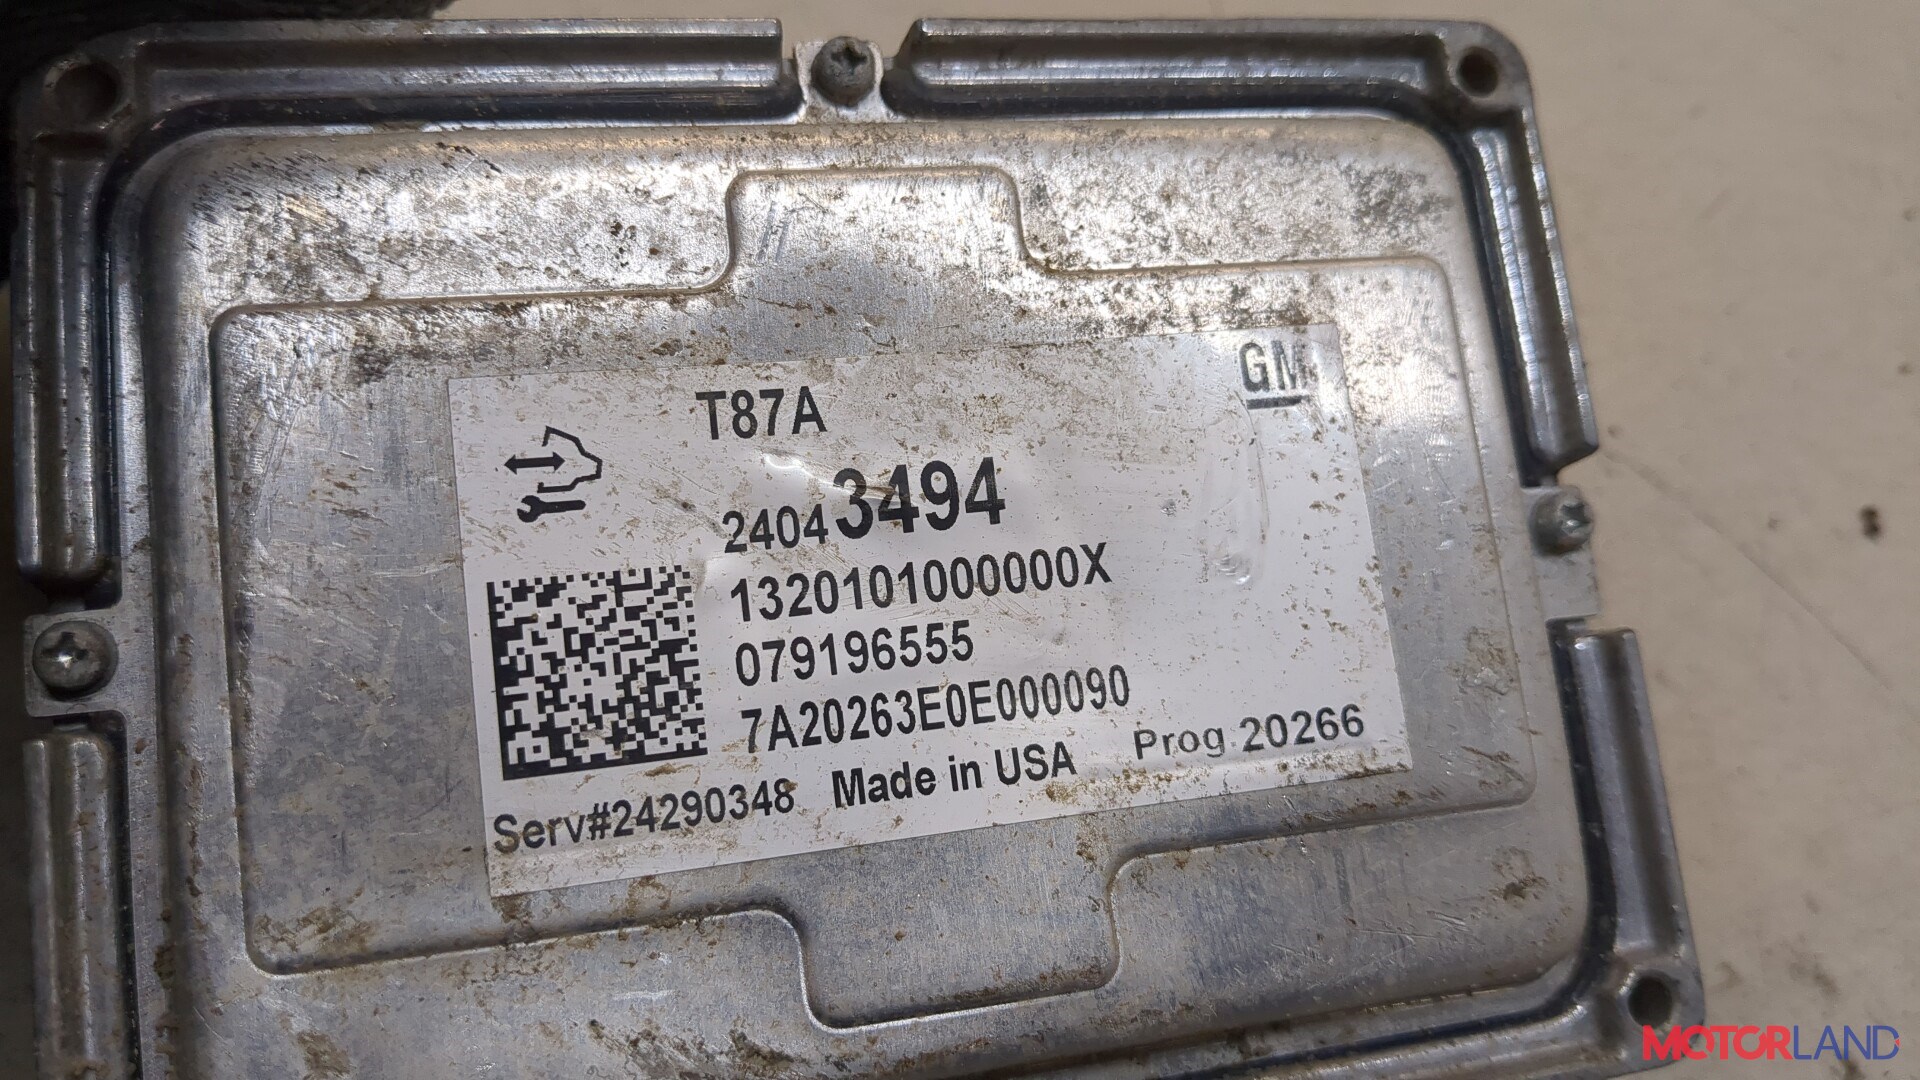 GM
T87A
24043494
1320101000000X
079196555
7A20263E0E000090
Serv#24290348 Made in USA Prog.20266
MOTORLAND